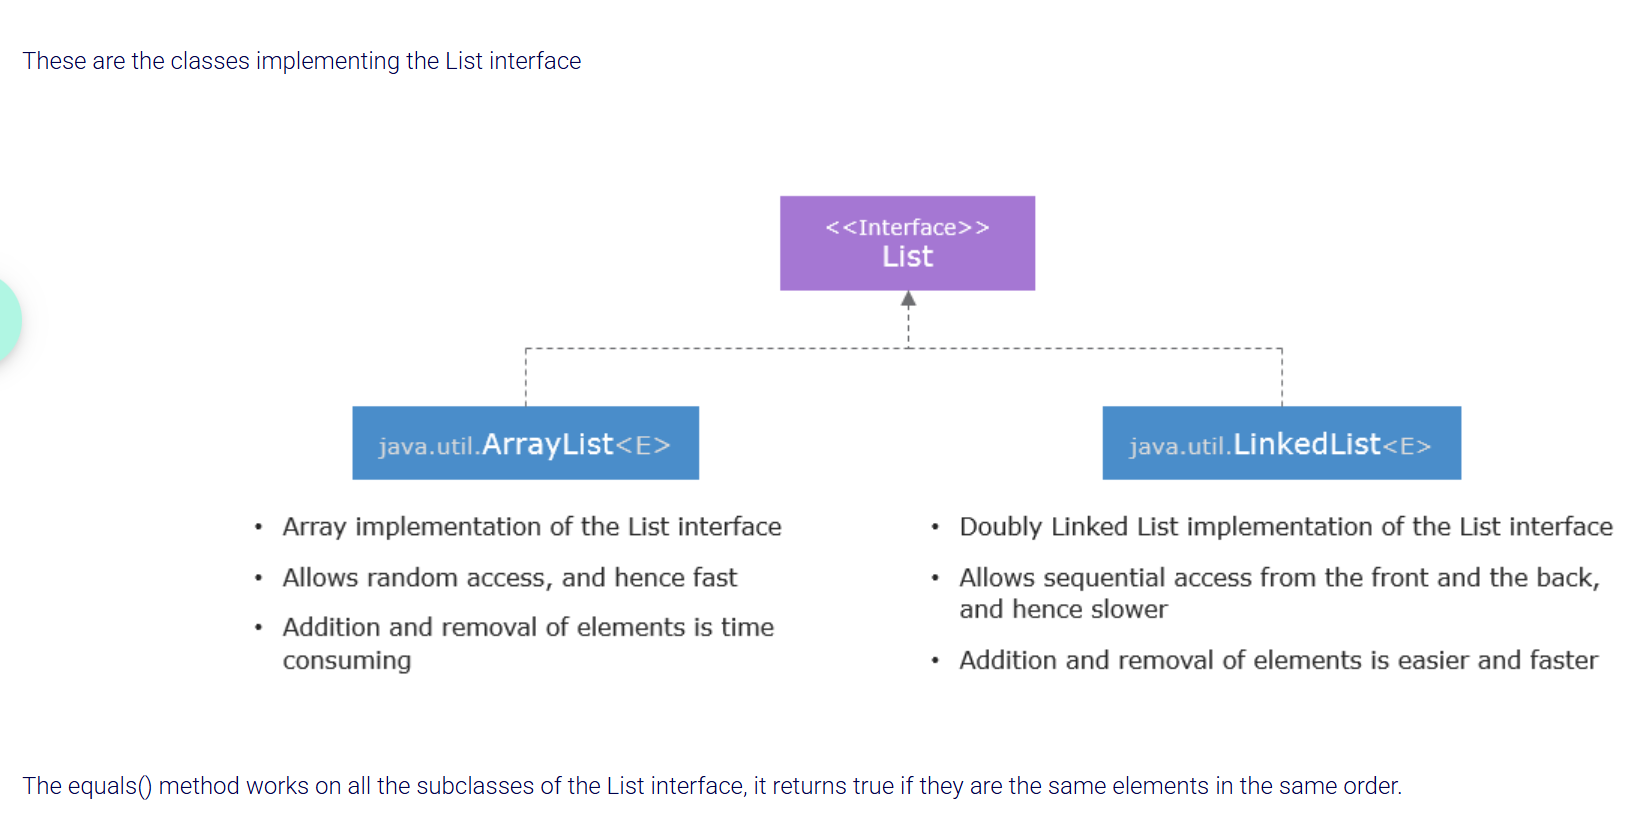 These are the classes implementing the List interface
<<Interface>>
List
java.util.ArrayList<E>
• Array implementation of the List interface
• Allows random access, and hence fast
• Addition and removal of elements is time
consuming
java.util.LinkedList<E>
• Doubly Linked List implementation of the List interface
• Allows sequential access from the front and the back,
and hence slower
• Addition and removal of elements is easier and faster
The equals() method works on all the subclasses of the List interface, it returns true if they are the same elements in the same order.